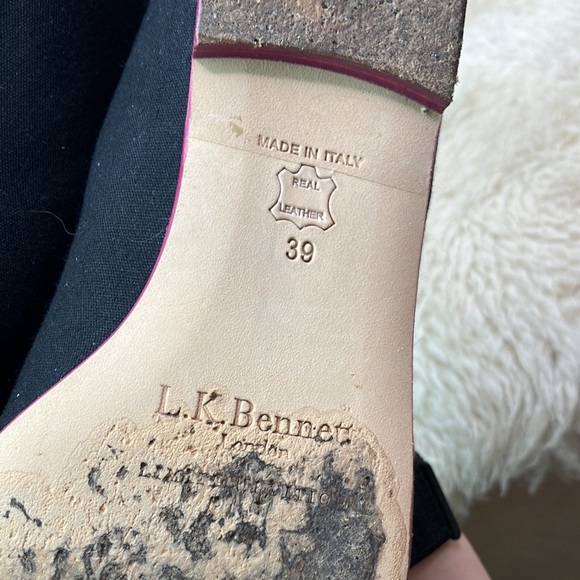 MADE IN ITALY
REAL
LEATHER
39
L.K.Bennett
London